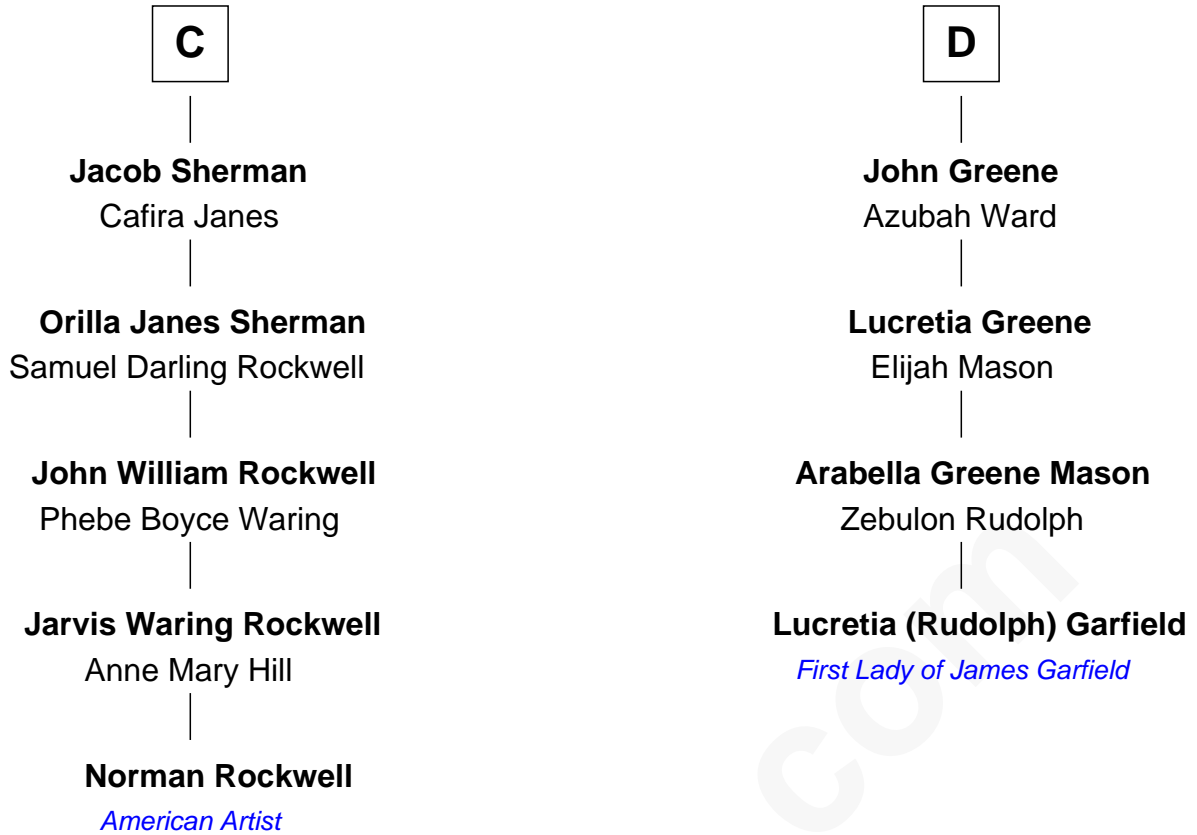 C
Jacob Sherman
Cafira Janes
Orilla Janes Sherman
Samuel Darling Rockwell
John William Rockwell
Phebe Boyce Waring
Jarvis Waring Rockwell
Anne Mary Hill
Norman Rockwell
American Artist
D
John Greene
Azubah Ward
Lucretia Greene
Elijah Mason
Arabella Greene Mason
Zebulon Rudolph
Lucretia (Rudolph) Garfield
First Lady of James Garfield
com